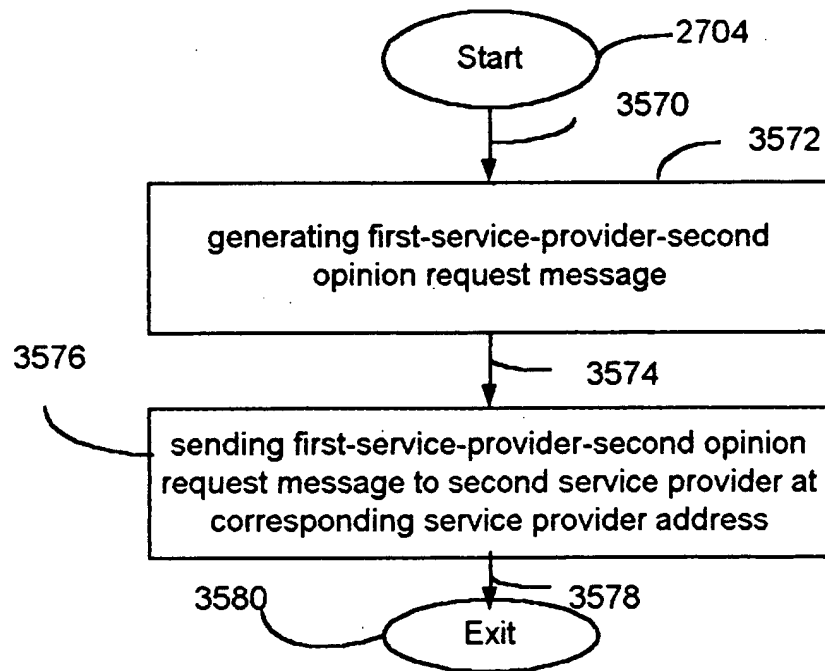 Start
2704
3570
3572
generating first-service-provider-second
opinion request message
3576
3574
sending first-service-provider-second opinion
request message to second service provider at
corresponding service provider address
3580
3578
Exit